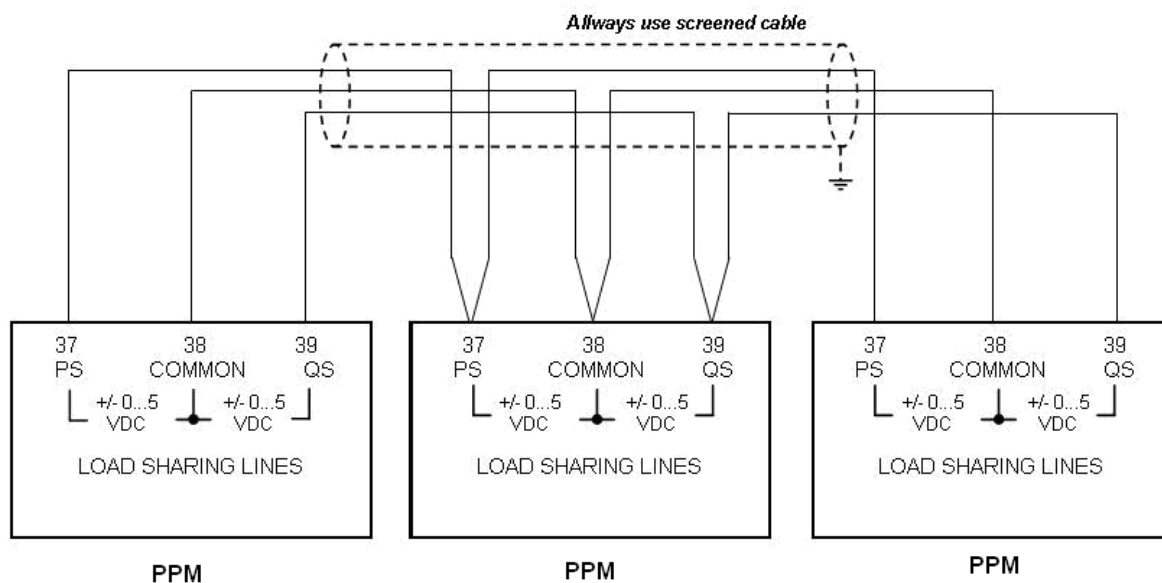 Allways use screened cable
37 38 39
PS COMMON QS
+/- 0...5 +/- 0...5
VDC VDC
LOAD SHARING LINES
PPM
37 38 39
PS COMMON QS
+/- 0...5 +/- 0...5
VDC VDC
LOAD SHARING LINES
PPM
37 38 39
PS COMMON QS
+/- 0...5 +/- 0...5
VDC VDC
LOAD SHARING LINES
PPM